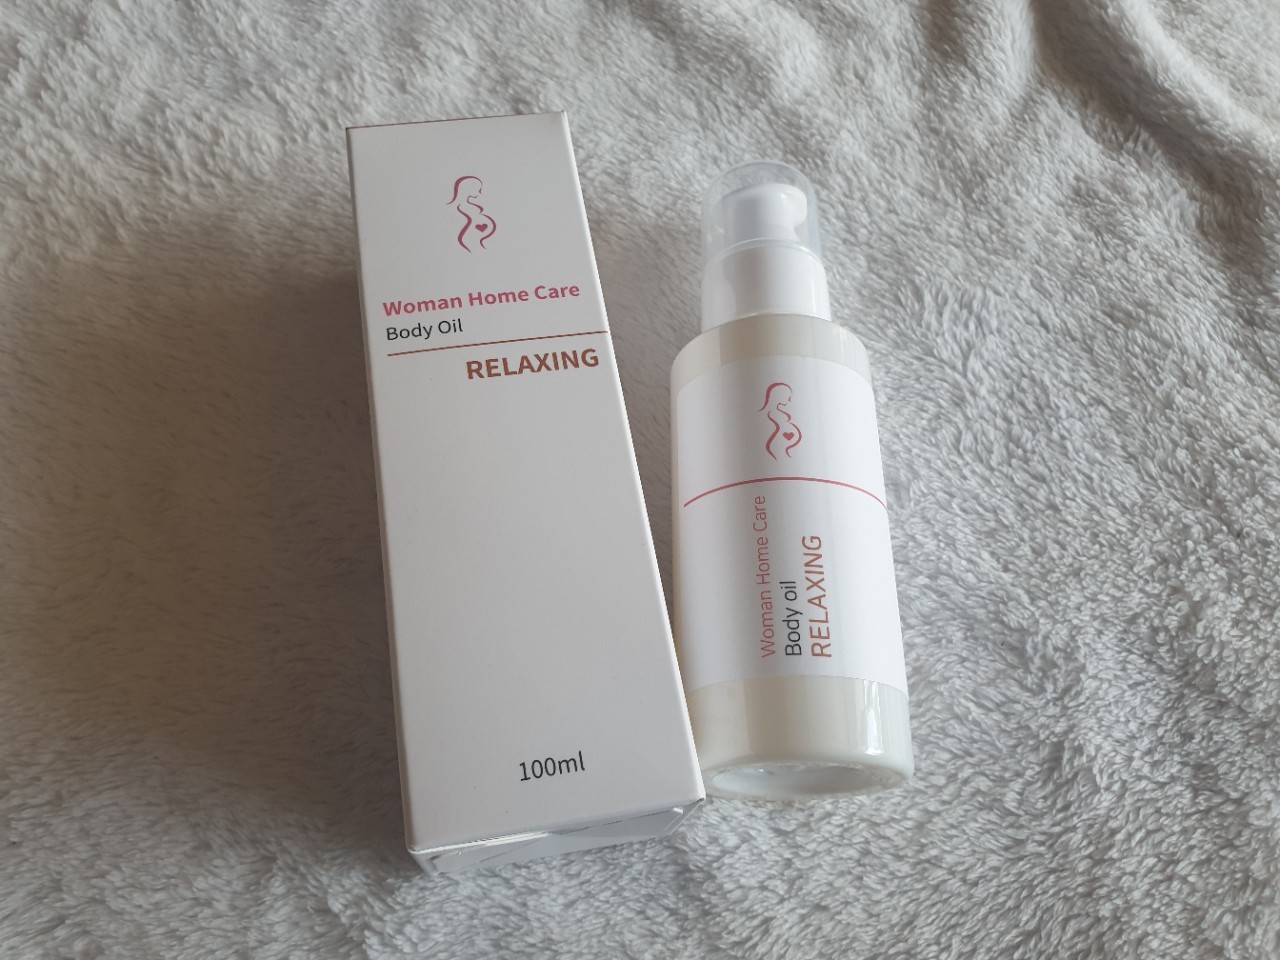 Woman Home Care
Body Oil
RELAXING
100ml
Woman Home Care
Body oil
RELAXING